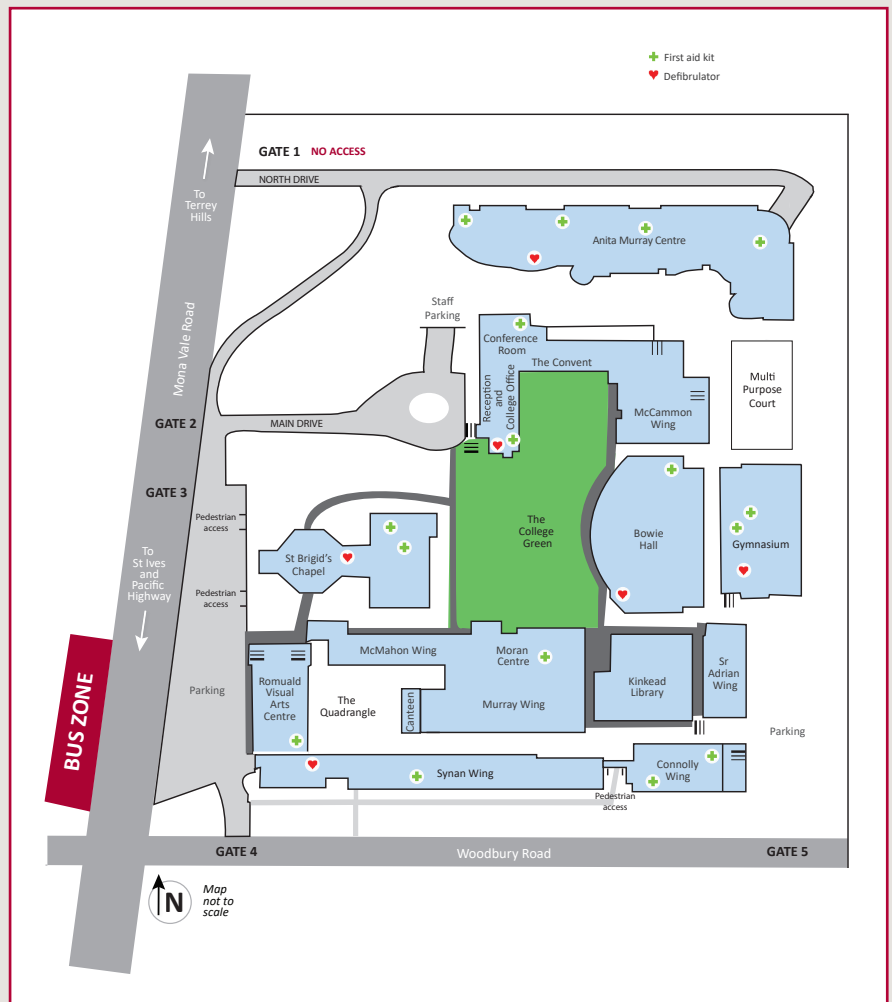 First aid kit
Defibrulator
GATE 1 NO ACCESS
NORTH DRIVE
To
Terrey
Hills
Anita Murray Centre
Mona Vale Road
Staff
Parking
Conference
Room
The Convent
Reception
and
College Office
Multi
Purpose
Court
McCammon
Wing
GATE 2
MAIN DRIVE
GATE 3
Pedestrian
access
The
College
Green
Bowie
Hall
Gymnasium
To
St Ives
and
Pacific
Highway
St Brigid's
Chapel
Pedestrian
access
McMahon Wing
Moran
Centre
Sr
Adrian
Wing
Kinkead
Library
Parking
Romuald
Visual
Arts
Centre
The
Quadrangle
Canteen
Murray Wing
BUS ZONE
Parking
Synan Wing
Connolly
Wing
Pedestrian
access
GATE 4
Woodbury Road
GATE 5
N
Map
not to
scale